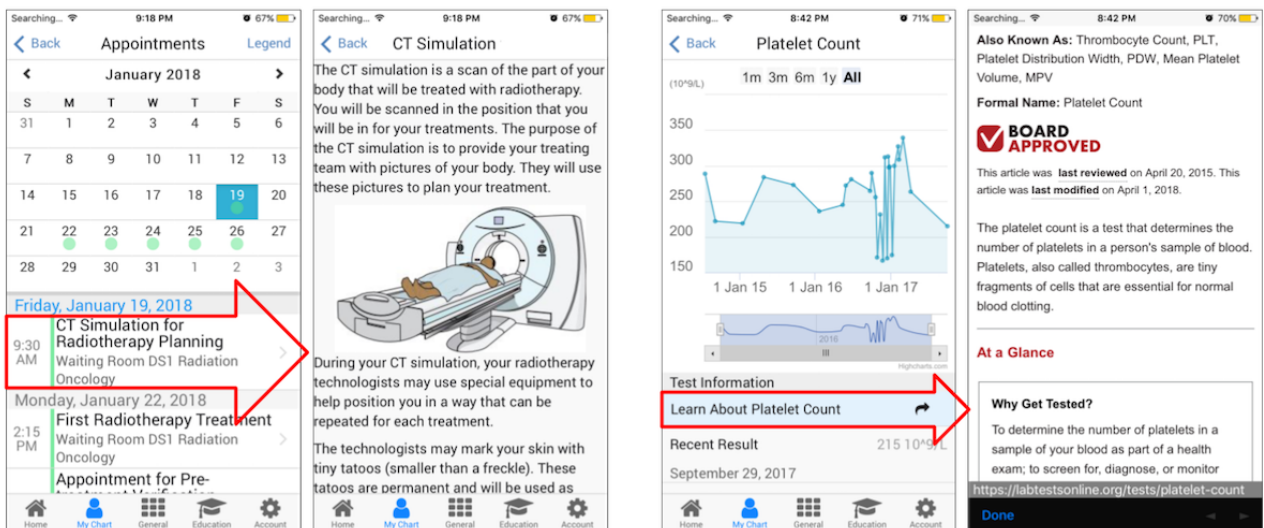 Searching... 9:18 PM 67%
Back Appointments Legend
January 2018
S M T W T F S
31 1 2 3 4 5 6
7 8 9 10 11 12 13
14 15 16 17 18 19 20
21 22 23 24 25 26 27
28 29 30 31 1 2 3
Friday, January 19, 2018
9:30 AM
CT Simulation for
Radiotherapy Planning
Waiting Room DS1 Radiation
Oncology
Monday, January 22, 2018
2:15 PM
First Radiotherapy Treatment
Waiting Room DS1 Radiation
Oncology
Appointment for Pre-
treatment Verification
Home My Chart General Education Account
Searching... 9:18 PM 67%
Back CT Simulation
The CT simulation is a scan of the part of your
body that will be treated with radiotherapy.
You will be scanned in the position that you
will be in for your treatments. The purpose of
the CT simulation is to provide your treating
team with pictures of your body. They will use
these pictures to plan your treatment.
During your CT simulation, your radiotherapy
technologists may use special equipment to
help position you in a way that can be
repeated for each treatment.
The technologists may mark your skin with
tiny tatoos (smaller than a freckle). These
tatoos are permanent and will be used as
Home My Chart General Education Account
Searching... 8:42 PM 71%
Back Platelet Count
(10^9/L)
1m 3m 6m 1y All
350
300
250
200
150
1 Jan 15 1 Jan 16 1 Jan 17
2016
Highcharts.com
Test Information
Learn About Platelet Count
Recent Result 215 10^9/L
September 29, 2017
Home My Chart General Education Account
Searching... 8:42 PM 70%
Also Known As: Thrombocyte Count, PLT,
Platelet Distribution Width, PDW, Mean Platelet
Volume, MPV
Formal Name: Platelet Count
BOARD
APPROVED
This article was last reviewed on April 20, 2015. This
article was last modified on April 1, 2018.
The platelet count is a test that determines the
number of platelets in a person's sample of blood.
Platelets, also called thrombocytes, are tiny
fragments of cells that are essential for normal
blood clotting.
At a Glance
Why Get Tested?
To determine the number of platelets in a
sample of your blood as part of a health
exam; to screen for, diagnose, or monitor
https://labtestsonline.org/tests/platelet-count
Done